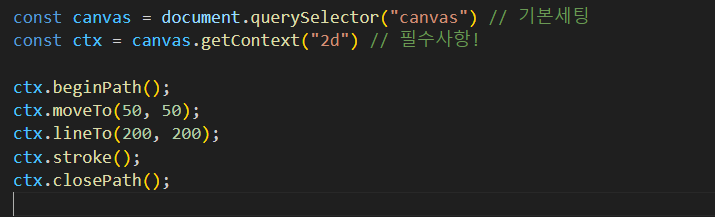 const canvas = document.querySelector("canvas") // 기본세팅
const ctx = canvas.getContext("2d") // 필수사항!
ctx.beginPath();
ctx.moveTo(50, 50);
ctx.lineTo(200, 200);
ctx.stroke();
ctx.closePath();